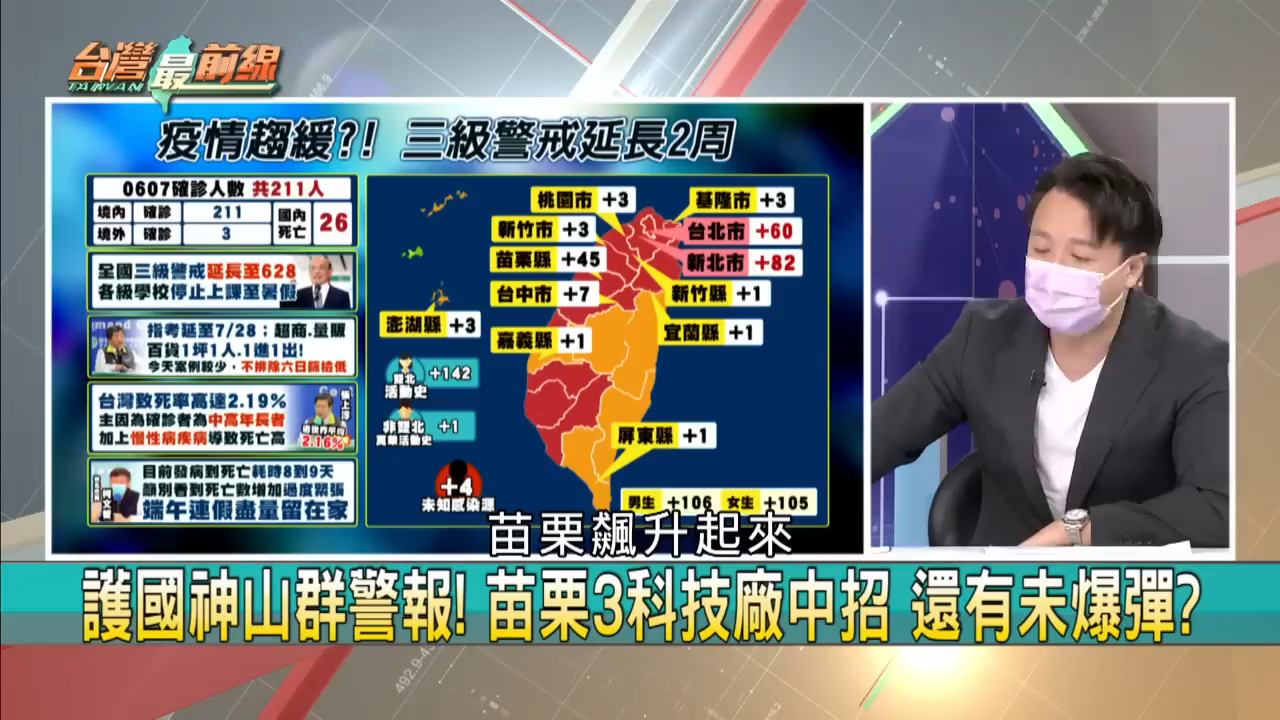 台灣最前線
TAIWAN
疫情趨緩?! 三級警戒延長2周
0607確診人數 共211人
境內 確診 211
境外 確診 3
國內死亡 26
全國三級警戒延長至628
各級學校停止上課至暑假
指考延至7/28；超商.量販
百貨1坪1人.1進1出!
今天案例較少，不排除六日篩檢低
台灣致死率高達2.19%
主因為確診者為中高年長者
加上慢性病疾病導致死亡高
張上淳
2.16%
目前發病到死亡耗時8到9天
顧別看到死亡數增加過度緊張
端午連假盡量留在家
柯文哲
桃園市 +3
基隆市 +3
新竹市 +3
台北市 +60
苗栗縣 +45
新北市 +82
台中市 +7
新竹縣 +1
澎湖縣 +3
嘉義縣 +1
宜蘭縣 +1
雙北
活動史
+142
非雙北
萬華活動史
+1
屏東縣 +1
+4
未知感染源
男生 +106 女生 +105
苗栗飆升起來
護國神山群警報! 苗栗3科技廠中招 還有未爆彈?
492.9-4.